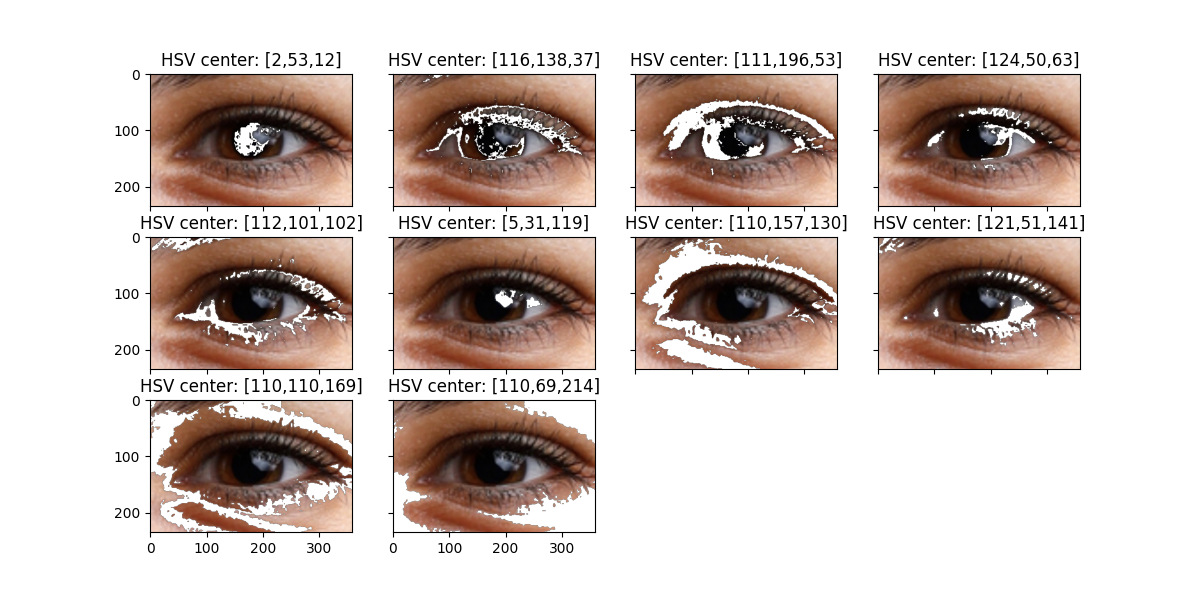 HSV center: [2,53,12]
HSV center: [116,138,37]
HSV center: [111,196,53]
HSV center: [124,50,63]
0
100
200
HSV center: [112,101,102]
HSV center: [5,31,119]
HSV center: [110,157,130]
HSV center: [121,51,141]
0
100
200
HSV center: [110,110,169]
HSV center: [110,69,214]
0
100
200
0 100 200 300
0 100 200 300